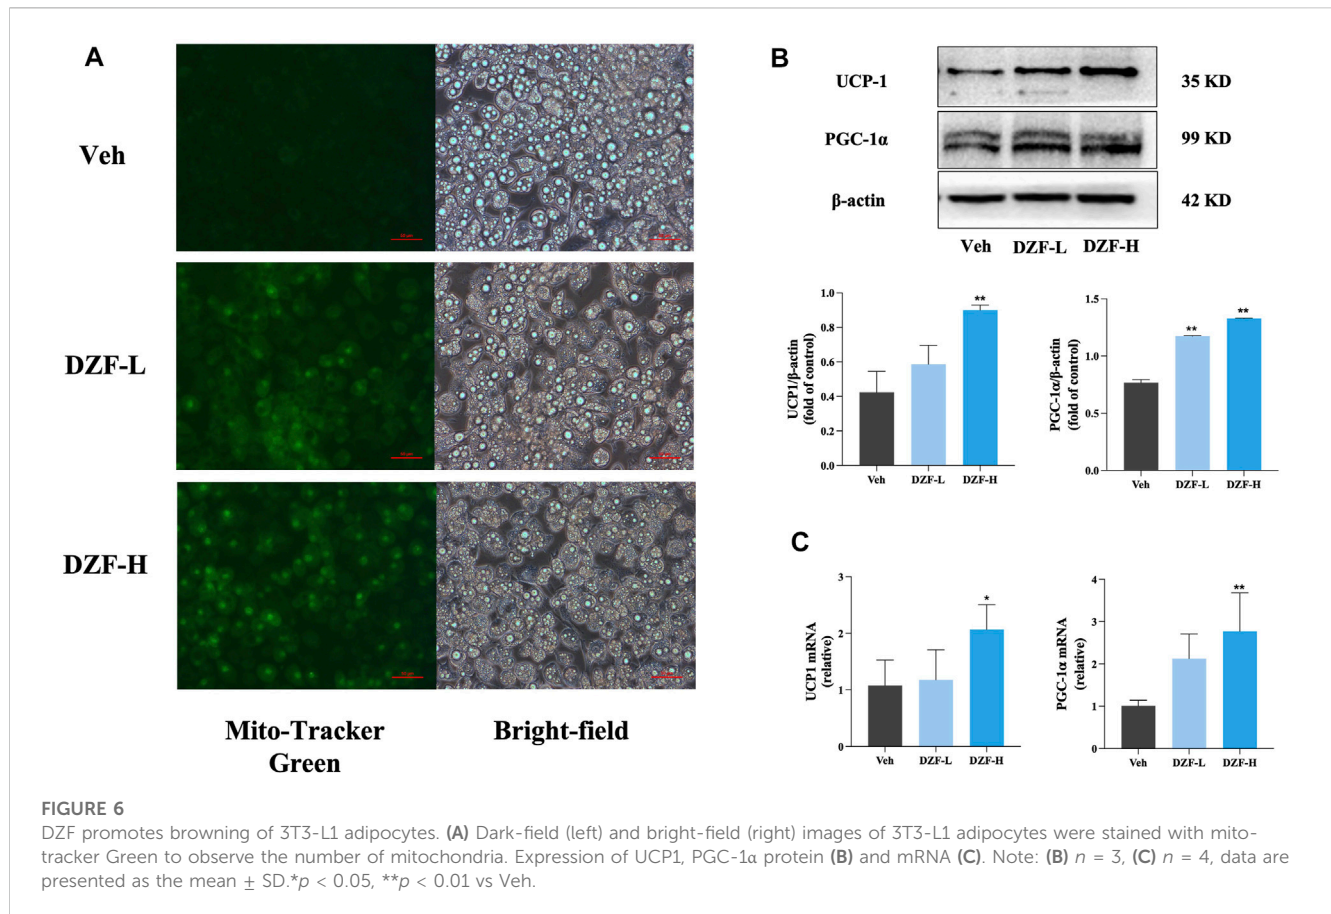 A
Veh
DZF-L
DZF-H
Mito-Tracker
Green
Bright-field
B
UCP-1
35 KD
PGC-1α
99 KD
β-actin
42 KD
Veh DZF-L DZF-H
UCP1/β-actin
(fold of control)
1.0
0.8
0.6
0.4
0.2
0.0
**
Veh DZF-L DZF-H
PGC-1α/β-actin
(fold of control)
1.5
1.0
0.5
0.0
**
**
Veh DZF-L DZF-H
C
UCP1 mRNA
(relative)
3
2
1
0
*
Veh DZF-L DZF-H
PGC-1α mRNA
(relative)
4
3
2
1
0
**
Veh DZF-L DZF-H
FIGURE 6
DZF promotes browning of 3T3-L1 adipocytes. (A) Dark-field (left) and bright-field (right) images of 3T3-L1 adipocytes were stained with mito-
tracker Green to observe the number of mitochondria. Expression of UCP1, PGC-1α protein (B) and mRNA (C). Note: (B) n = 3, (C) n = 4, data are
presented as the mean ± SD.*p < 0.05, **p < 0.01 vs Veh.